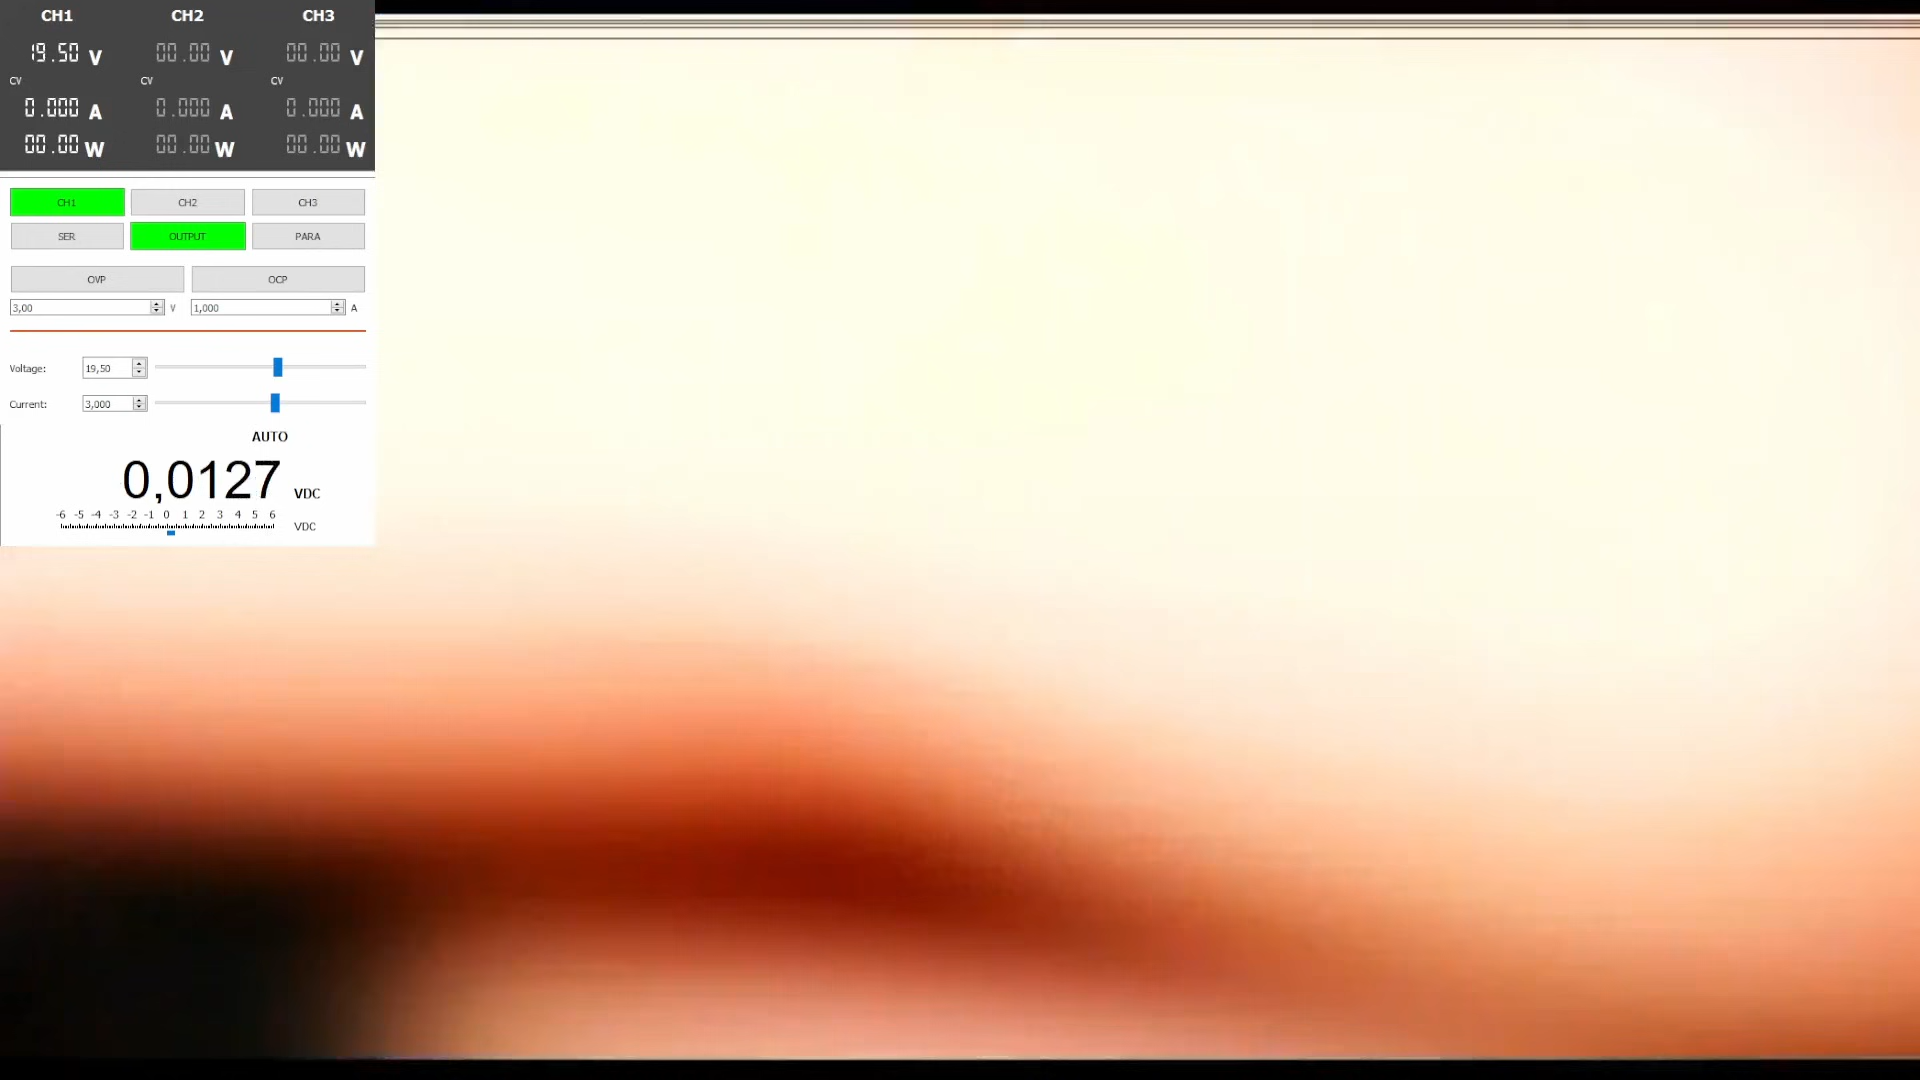 CH1 CH2 CH3
19.50 V 00.00 V 00.00 V
CV CV CV
0.000 A 0.000 A 0.000 A
00.00 W 00.00 W 00.00 W
CH1 CH2 CH3
SER OUTPUT PARA
OVP OCP
3,00 V 1,000 A
Voltage: 19,50
Current: 3,000
AUTO
0,0127 VDC
-6 -5 -4 -3 -2 -1 0 1 2 3 4 5 6
VDC